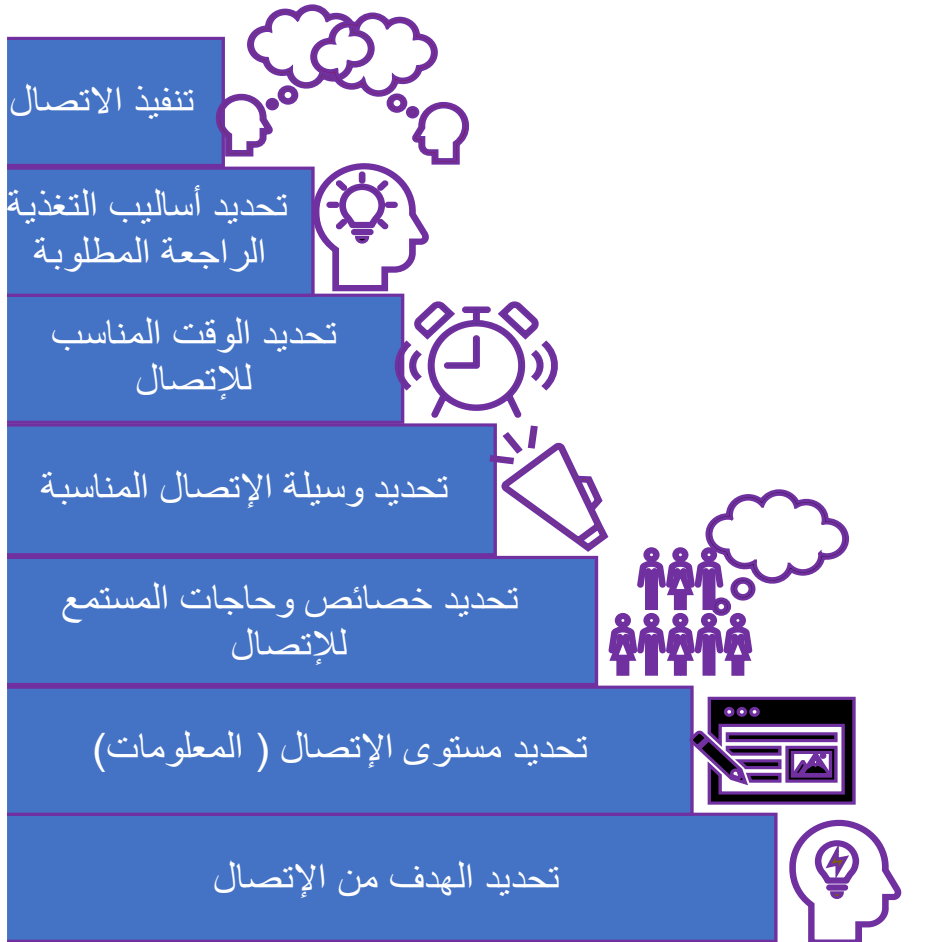 تنفيذ الاتصال
تحديد أساليب التغذية
الراجعة المطلوبة
تحديد الوقت المناسب
للإتصال
تحديد وسيلة الإتصال المناسبة
تحديد خصائص وحاجات المستمع
للإتصال
تحديد مستوى الإتصال ( المعلومات)
تحديد الهدف من الإتصال